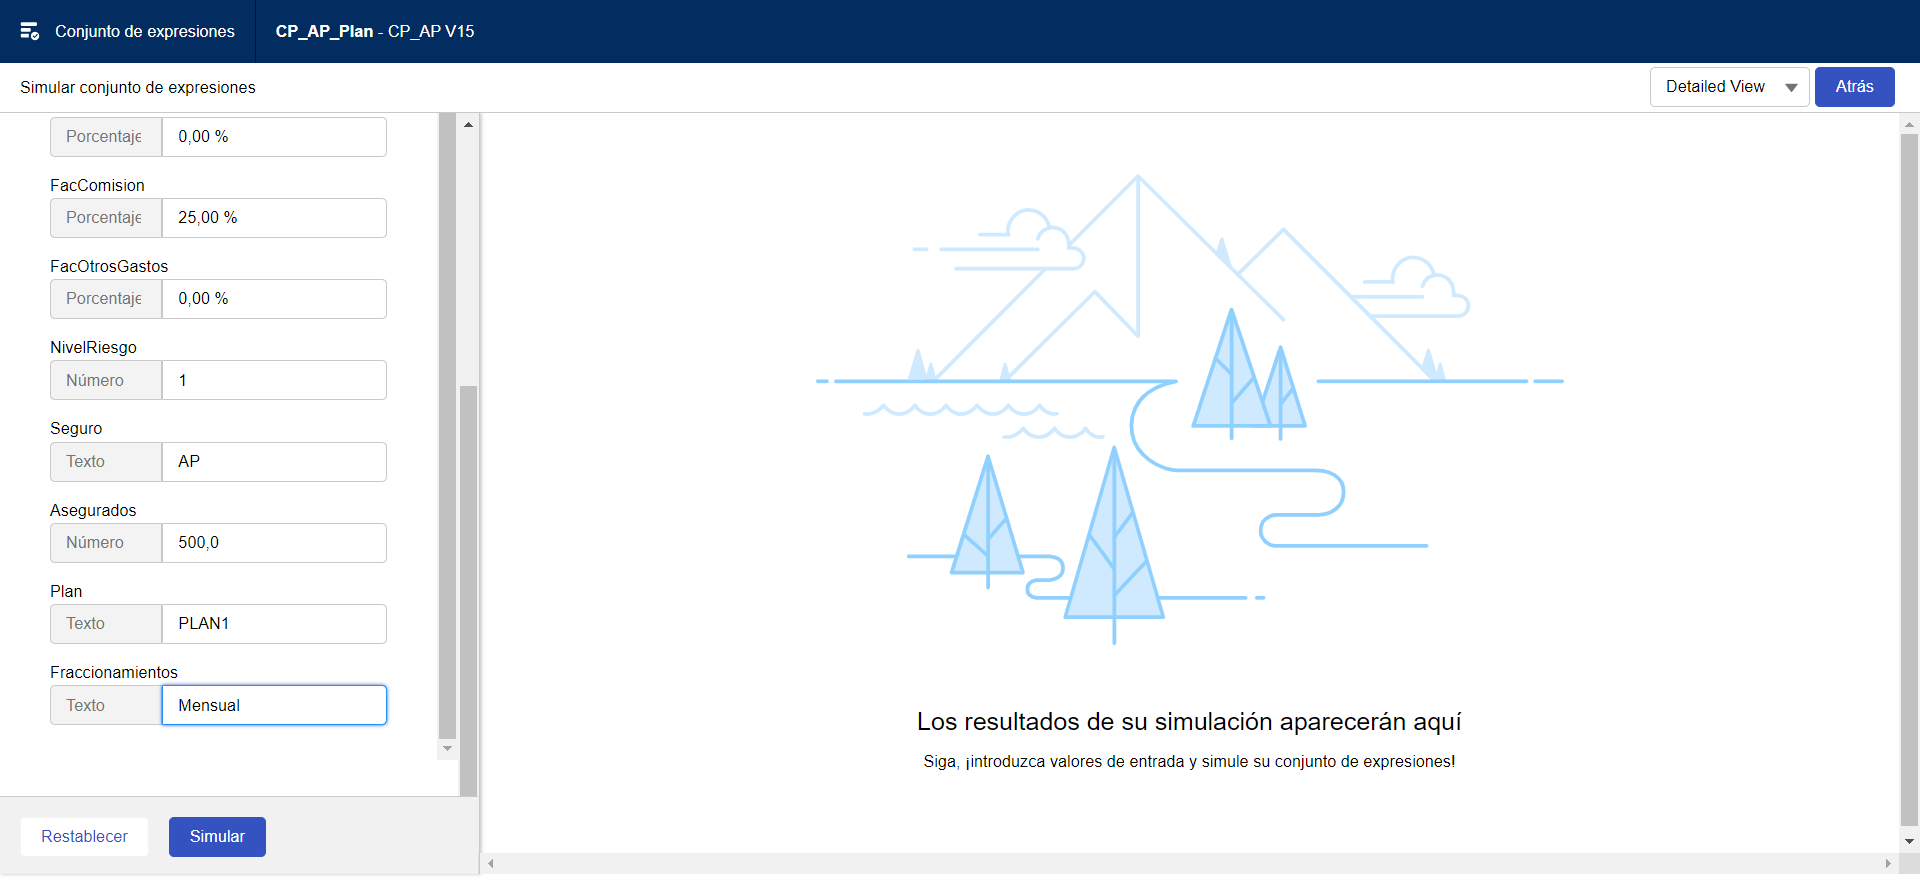 Conjunto de expresiones
CP_AP_Plan - CP_AP V15
Simular conjunto de expresiones
Detailed View
Atrás
Porcentaje 0,00 %
FacComision
Porcentaje 25,00 %
FacOtrosGastos
Porcentaje 0,00 %
NivelRiesgo
Número 1
Seguro
Texto AP
Asegurados
Número 500,0
Plan
Texto PLAN1
Fraccionamientos
Texto Mensual
Restablecer
Simular
Los resultados de su simulación aparecerán aquí
Siga, ¡introduzca valores de entrada y simule su conjunto de expresiones!